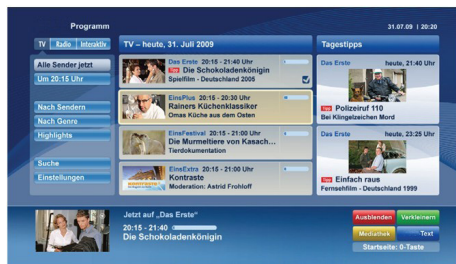 Programm
31.07.09 | 20:20
TV Radio Interaktiv
TV – heute, 31. Juli 2009
Tagestipps
Alle Sender jetzt
Um 20:15 Uhr
Nach Sendern
Nach Genre
Highlights
Suche
Einstellungen
Das Erste 20:15 - 21:40 Uhr
Tipp Die Schokoladenkönigin
Spielfilm - Deutschland 2005
EinsPlus 20:15 - 20:30 Uhr
Rainers Küchenklassiker
Omas Küche aus dem Osten
EinsFestival 20:15 - 21:00 Uhr
Die Murmeltiere von Kasach...
Tierdokumentation
EinsExtra 20:15 - 21:00 Uhr
Kontraste
Moderation: Astrid Frohloff
Das Erste heute, 21:40 Uhr
Tipp Polizeiruf 110
Bei Klingelzeichen Mord
Das Erste heute, 23:25 Uhr
Tipp Einfach raus
Fernsehfilm - Deutschland 1999
Jetzt auf „Das Erste“
20:15 - 21:40
Die Schokoladenkönigin
Ausblenden Verkleinern
Mediathek Text
Startseite: 0-Taste